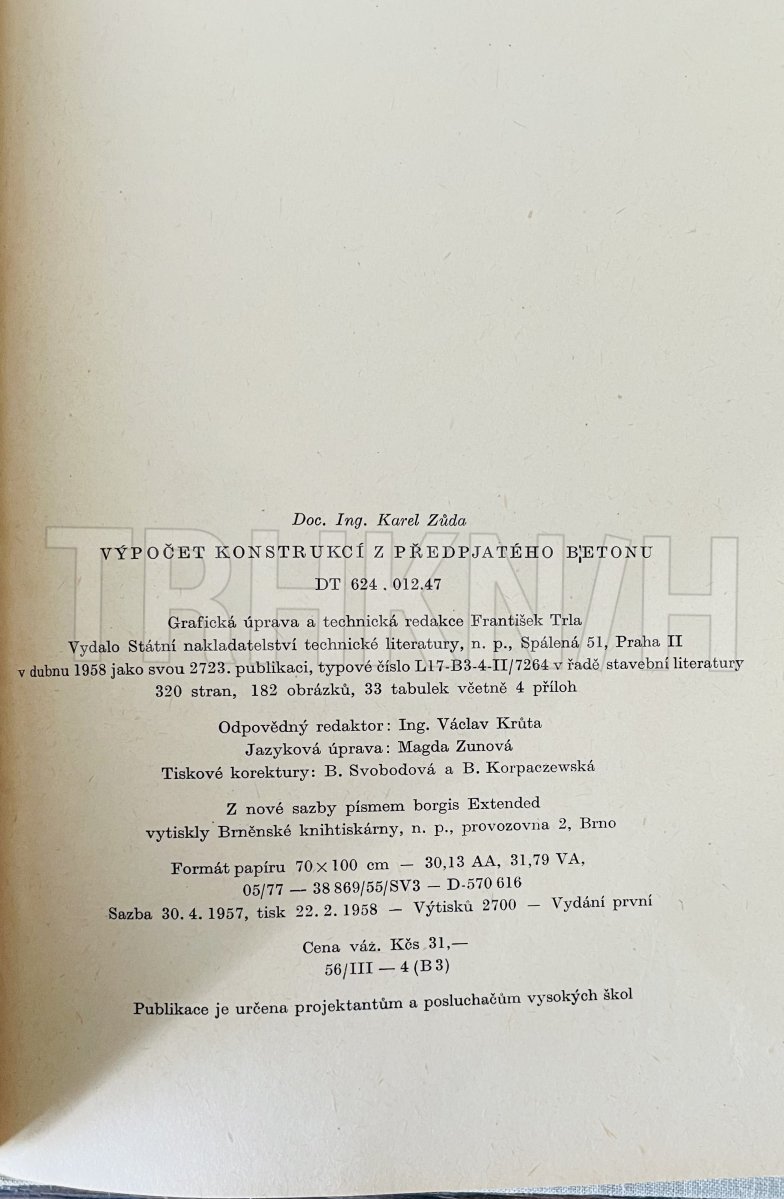 Doc. Ing. Karel Zůda
VÝPOČET KONSTRUKCÍ Z PŘEDPJATÉHO BETONU
DT 624.012.47
Grafická úprava a technická redakce František Trla
Vydalo Státní nakladatelství technické literatury, n. p., Spálená 51, Praha II
v dubnu 1958 jako svou 2723. publikaci, typové číslo L17-B3-4-II/7264 v řadě stavební literatury
320 stran, 182 obrázků, 33 tabulek včetně 4 příloh
Odpovědný redaktor: Ing. Václav Krůta
Jazyková úprava: Magda Zunová
Tiskové korektury: B. Svobodová a B. Korpaczewská
Z nové sazby písmem borgis Extended
vytiskly Brněnské knihtiskárny, n. p., provozovna 2, Brno
Formát papíru 70×100 cm — 30,13 AA, 31,79 VA,
05/77 — 38 869/55/SV3 — D-570 616
Sazba 30. 4. 1957, tisk 22. 2. 1958 — Výtisků 2700 — Vydání první
Cena váz. Kčs 31,—
56/III — 4 (B 3)
Publikace je určena projektantům a posluchačům vysokých škol
TRHKNIH